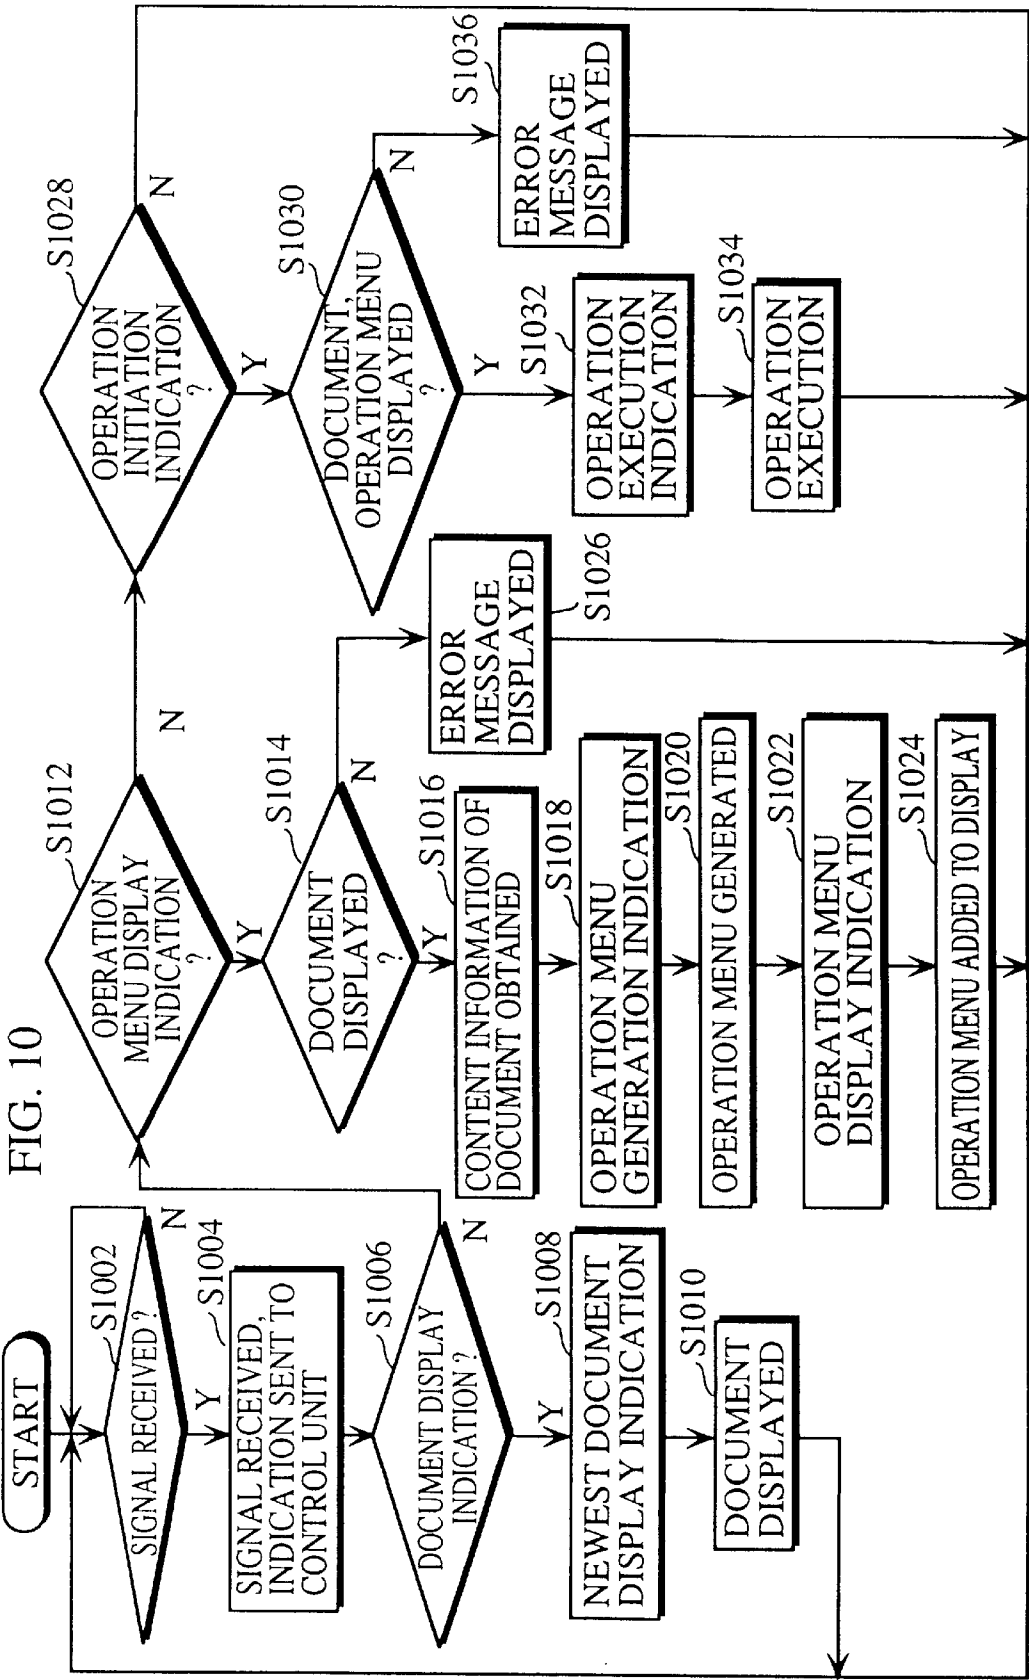 FIG. 10
START
S1002
SIGNAL RECEIVED ?
N
Y
S1004
SIGNAL RECEIVED,
INDICATION SENT TO
CONTROL UNIT
S1006
DOCUMENT DISPLAY
INDICATION ?
N
Y
S1008
NEWEST DOCUMENT
DISPLAY INDICATION
S1010
DOCUMENT
DISPLAYED
S1012
OPERATION
MENU DISPLAY
INDICATION
?
N
Y
S1014
DOCUMENT
DISPLAYED
?
N
Y
S1016
CONTENT INFORMATION OF
DOCUMENT OBTAINED
S1018
OPERATION MENU
GENERATION INDICATION
S1020
OPERATION MENU GENERATED
S1022
OPERATION MENU
DISPLAY INDICATION
S1024
OPERATION MENU ADDED TO DISPLAY
ERROR
MESSAGE
DISPLAYED
S1026
S1028
OPERATION
INITIATION
INDICATION
?
N
Y
S1030
DOCUMENT,
OPERATION MENU
DISPLAYED
?
N
Y
S1032
OPERATION
EXECUTION
INDICATION
S1034
OPERATION
EXECUTION
S1036
ERROR
MESSAGE
DISPLAYED